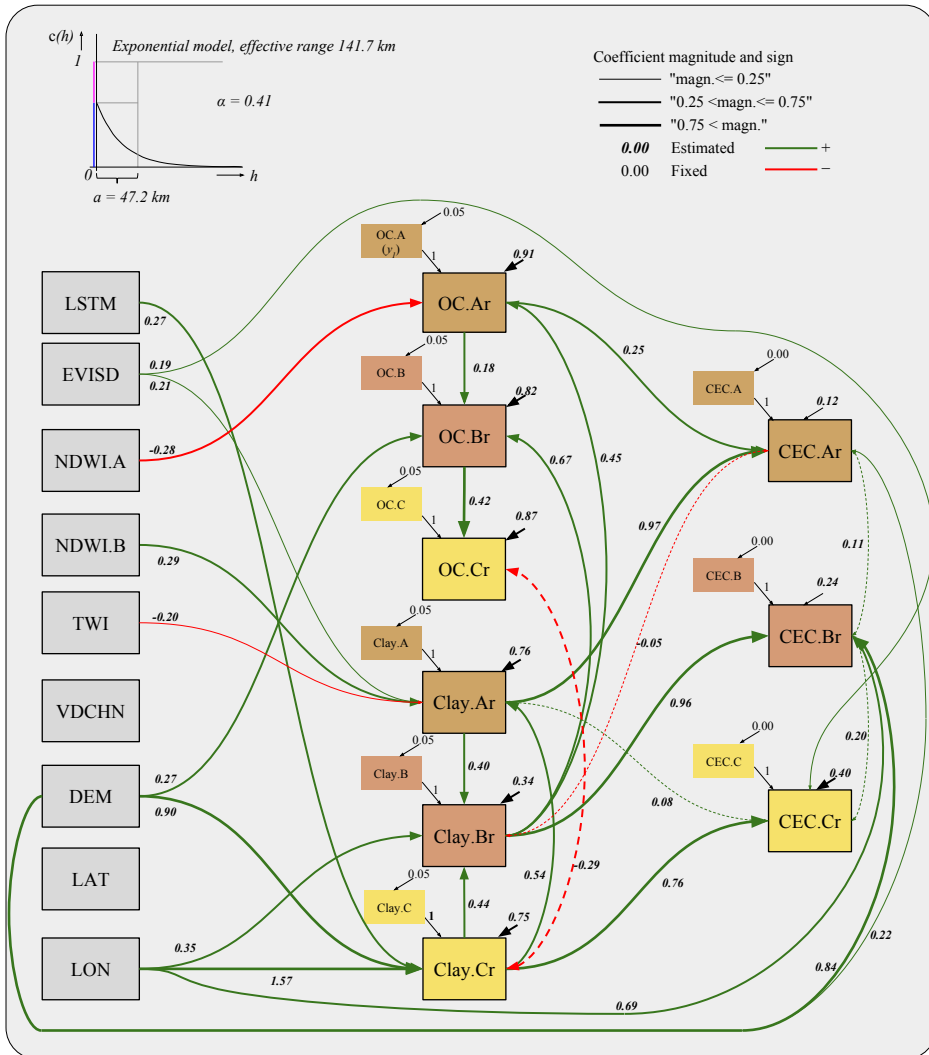 c(h)
Exponential model, effective range 141.7 km
1
α = 0.41
0
h
a = 47.2 km
Coefficient magnitude and sign
"magn.<= 0.25"
"0.25 <magn.<= 0.75"
"0.75 < magn."
0.00 Estimated +
0.00 Fixed −
LSTM
0.27
EVISD
0.19
0.21
NDWI.A
-0.28
NDWI.B
0.29
TWI
-0.20
VDCHN
DEM
0.27
0.90
LAT
LON
0.35
1.57
0.05
OC.A
(y1)
1
0.91
OC.Ar
0.18
0.05
OC.B
1
0.82
OC.Br
0.42
0.05
OC.C
1
0.87
OC.Cr
0.05
Clay.A
1
0.76
Clay.Ar
0.40
0.05
Clay.B
1
0.34
Clay.Br
0.44
0.05
Clay.C
1
0.75
Clay.Cr
0.25
0.67
0.45
0.97
-0.05
0.96
0.08
0.54
-0.29
0.76
0.69
0.84
0.22
0.00
CEC.A
1
0.12
CEC.Ar
0.11
0.00
CEC.B
1
0.24
CEC.Br
0.20
0.00
CEC.C
1
0.40
CEC.Cr